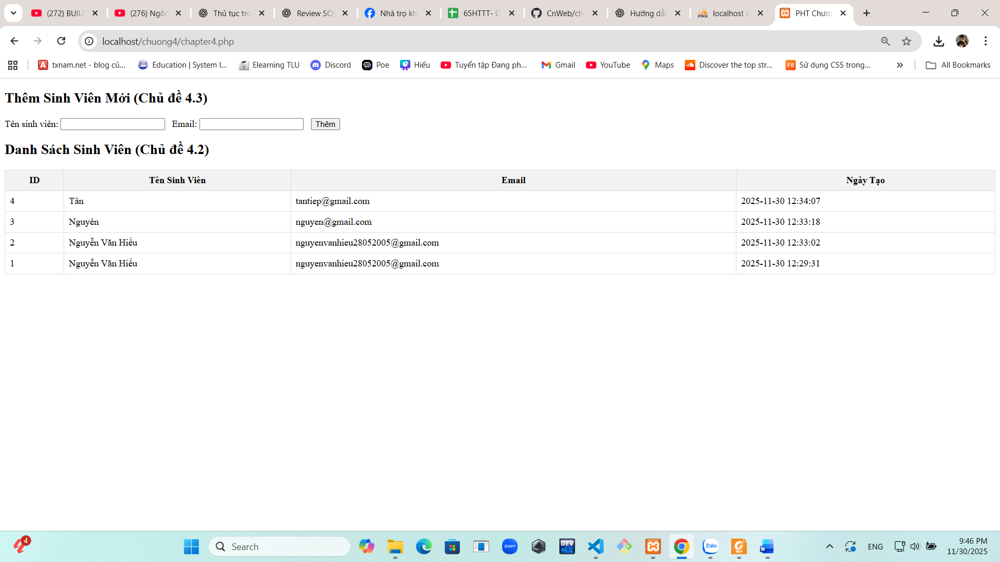 (272) BUIL
(276) Ngôn
Thủ tục tro
Review SQ
Nhà trọ kh
65HTTT- C
CnWeb/ch
Hướng dẫn
localhost /
PHT Chươn
localhost/chuong4/chapter4.php
txnam.net - blog củ...
Education | System I...
Elearning TLU
Discord
Poe
Hiếu
Tuyển tập Đang ph...
Gmail
YouTube
Maps
Discover the top str...
Sử dụng CSS trong...
All Bookmarks
Thêm Sinh Viên Mới (Chủ đề 4.3)
Tên sinh viên: Email: Thêm
Danh Sách Sinh Viên (Chủ đề 4.2)
ID Tên Sinh Viên Email Ngày Tạo
4 Tân tantiep@gmail.com 2025-11-30 12:34:07
3 Nguyên nguyen@gmail.com 2025-11-30 12:33:18
2 Nguyễn Văn Hiếu nguyenvanhieu28052005@gmail.com 2025-11-30 12:33:02
1 Nguyễn Văn Hiếu nguyenvanhieu28052005@gmail.com 2025-11-30 12:29:31
4
Search
ENG
9:46 PM
11/30/2025